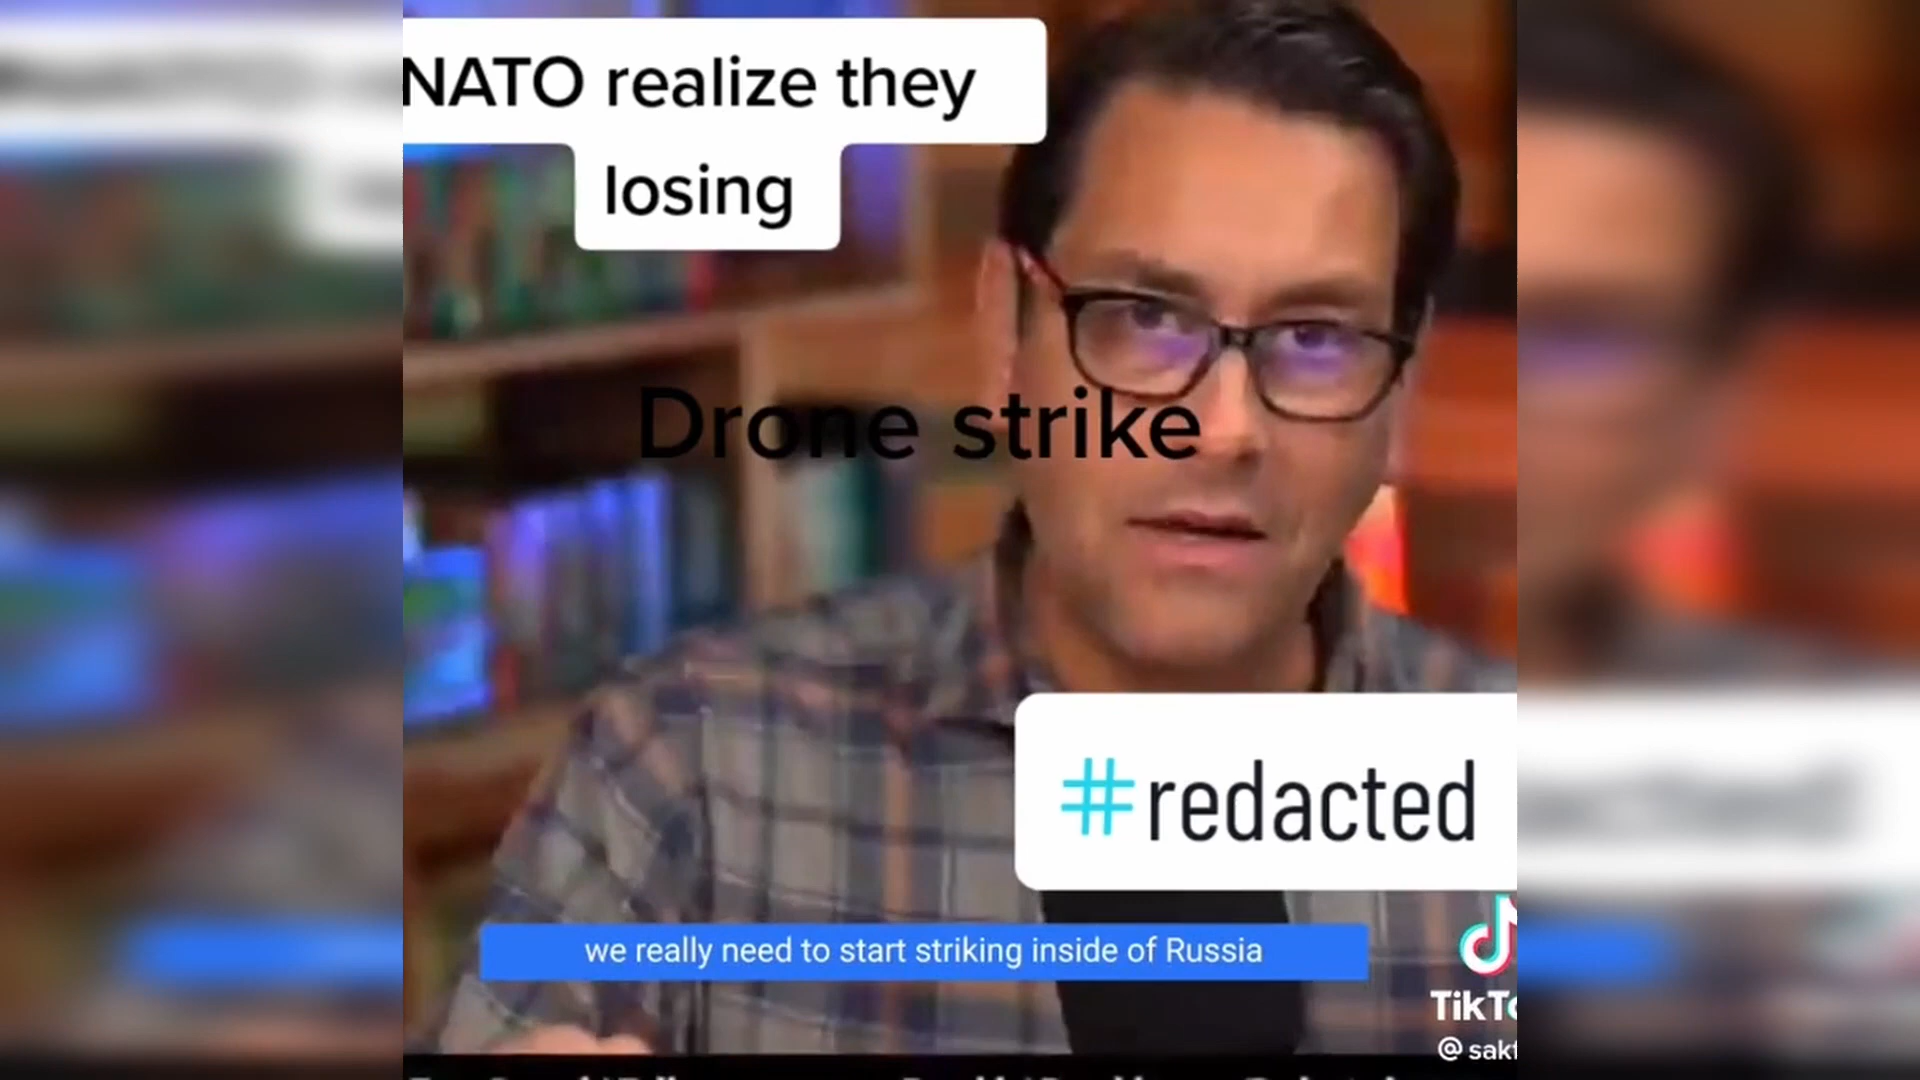 NATO realize they
losing
Drone strike
#redacted
we really need to start striking inside of Russia
TikTo
@ sakt